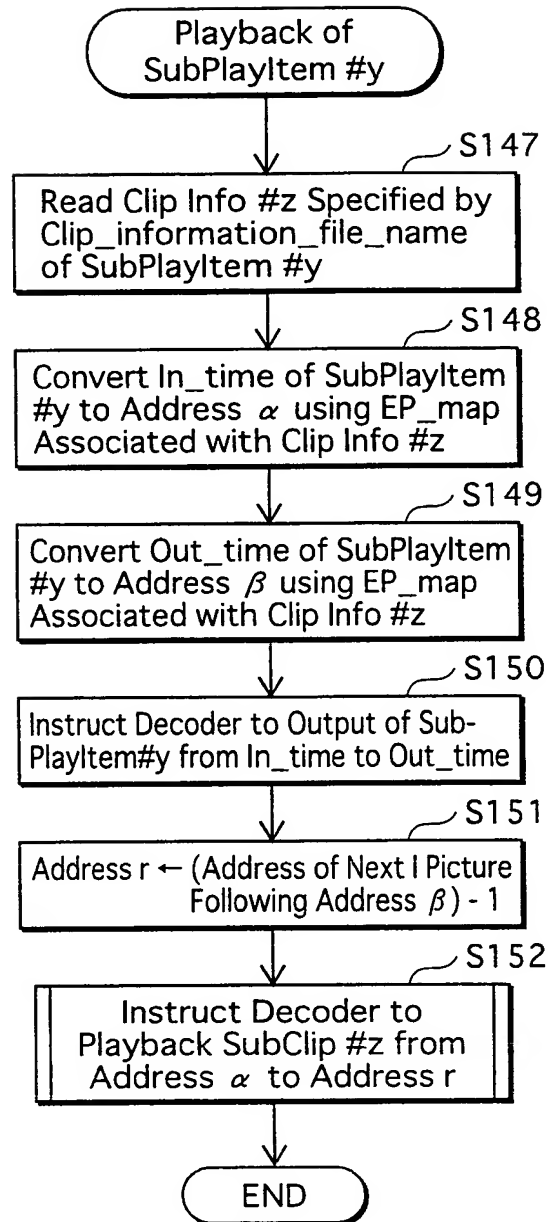 Playback of
SubPlayItem #y
S147
Read Clip Info #z Specified by
Clip_information_file_name
of SubPlayItem #y
S148
Convert In_time of SubPlayItem
#y to Address α using EP_map
Associated with Clip Info #z
S149
Convert Out_time of SubPlayItem
#y to Address β using EP_map
Associated with Clip Info #z
S150
Instruct Decoder to Output of Sub-
PlayItem#y from In_time to Out_time
S151
Address r ← (Address of Next I Picture
Following Address β) - 1
S152
Instruct Decoder to
Playback SubClip #z from
Address α to Address r
END